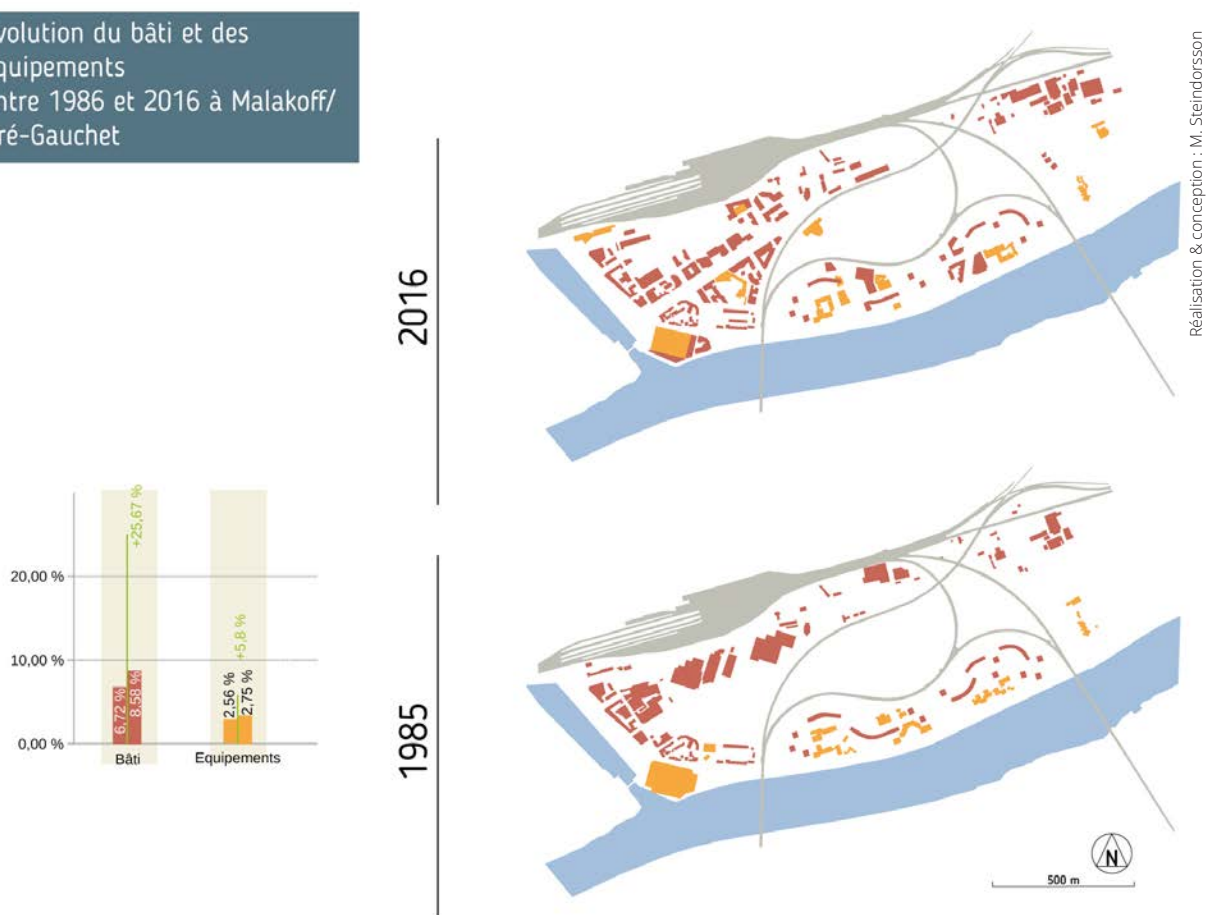 volution du bâti et des
quipements
ntre 1986 et 2016 à Malakoff/
ré-Gauchet
2016
Réalisation & conception : M. Steindorsson
+25,67 %
20,00 %
+5,8 %
10,00 %
6,72 %
8,58 %
2,56 %
2,75 %
0,00 %
Bâti
Equipements
1985
N
500 m